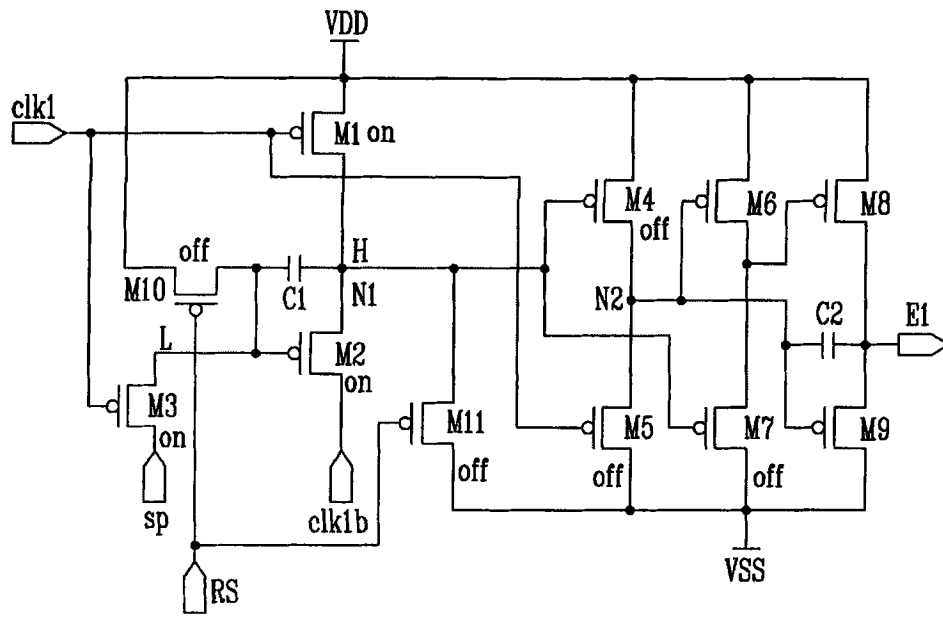 VDD
clk1
M1 on
M4
off
M6
M8
off
M10
C1
H
N1
N2
C2
E1
L
M2
on
M3
on
M11
off
M5
off
M7
off
M9
sp
clk1b
RS
VSS